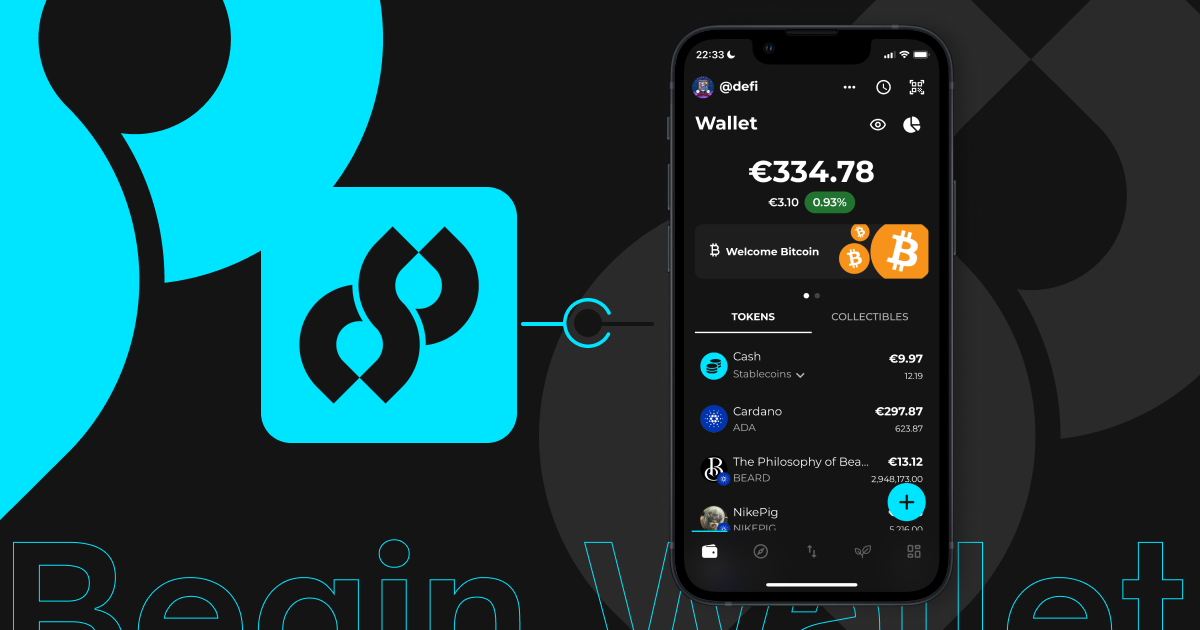 22:33
@defi
Wallet
€334.78
€3.10 0.93%
Welcome Bitcoin
TOKENS COLLECTIBLES
Cash €9.97
Stablecoins 12.19
Cardano €297.87
ADA 623.87
The Philosophy of Bea... €13.12
BEARD 2,948,173.00
NikePig
NIKEPIG 5,216.00
Begin Wallet